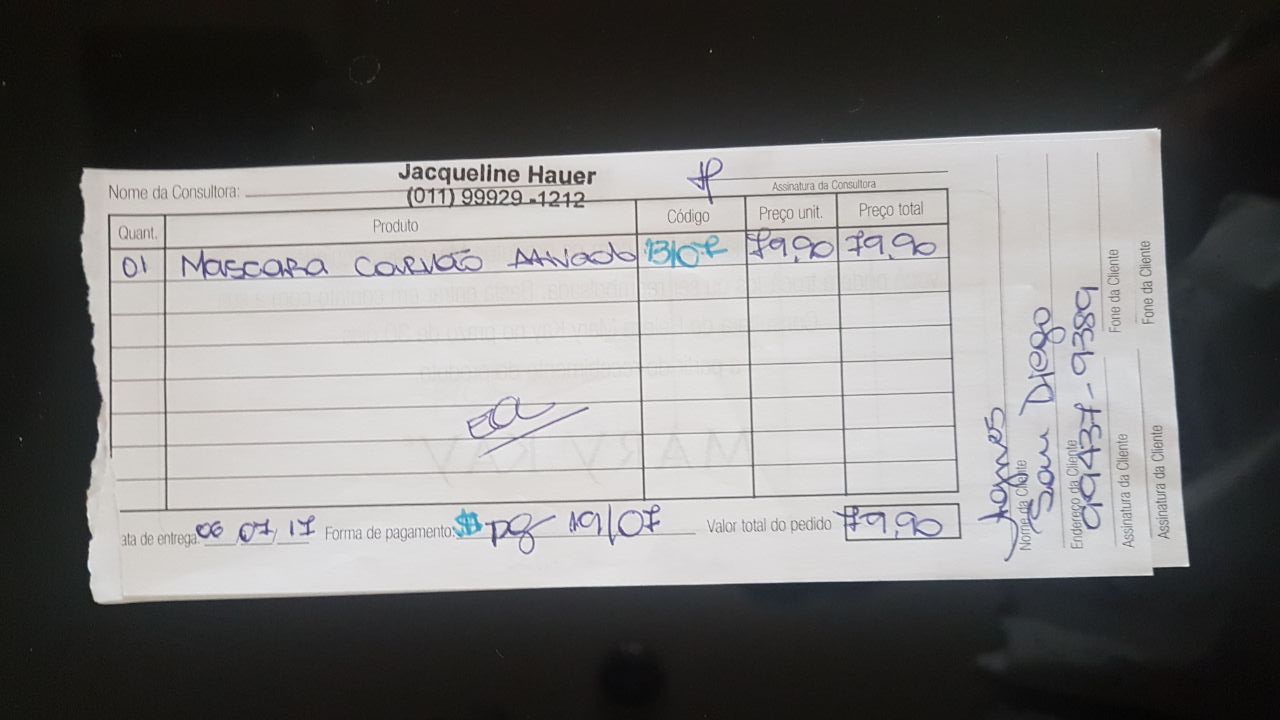 Nome da Consultora: Jacqueline Hauer
(011) 99929-1212
Assinatura da Consultora
Quant. Produto Código Preço unit. Preço total
01 Mascara Carvão Ativado 13/07 79,90 79,90
ata de entrega 06 07 17 Forma de pagamento: $ pg 19/07 Valor total do pedido 79,90
Nome da Cliente
San Diego
Endereço da Cliente
99437-9389
Assinatura da Cliente Fone da Cliente
Assinatura da Cliente Fone da Cliente
MARY KAY